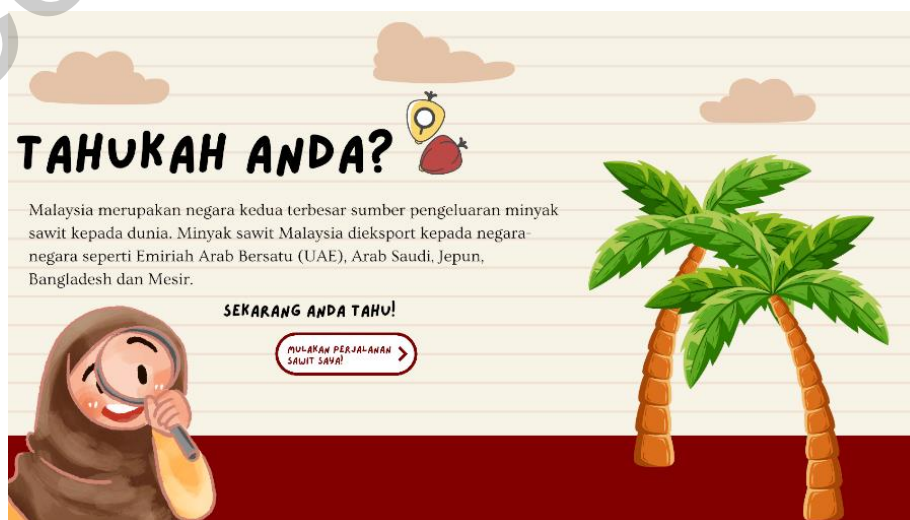 TAHUKAH ANDA?
Malaysia merupakan negara kedua terbesar sumber pengeluaran minyak
sawit kepada dunia. Minyak sawit Malaysia dieksport kepada negara-
negara seperti Emiriah Arab Bersatu (UAE), Arab Saudi, Jepun,
Bangladesh dan Mesir.
SEKARANG ANDA TAHU!
MULAKAN PERJALANAN
SAWIT SAYA!